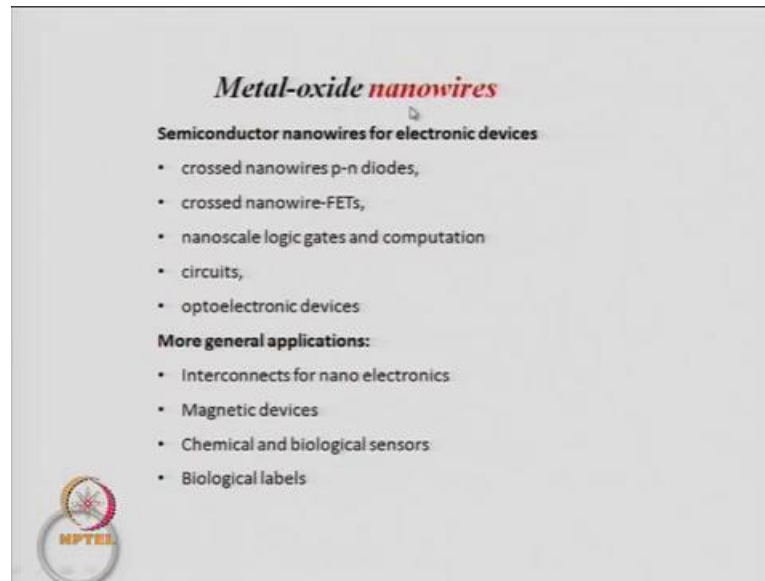 Metal-oxide nanowires
Semiconductor nanowires for electronic devices
• crossed nanowires p-n diodes,
• crossed nanowire-FETs,
• nanoscale logic gates and computation
• circuits,
• optoelectronic devices
More general applications:
• Interconnects for nano electronics
• Magnetic devices
• Chemical and biological sensors
• Biological labels
NPTEL